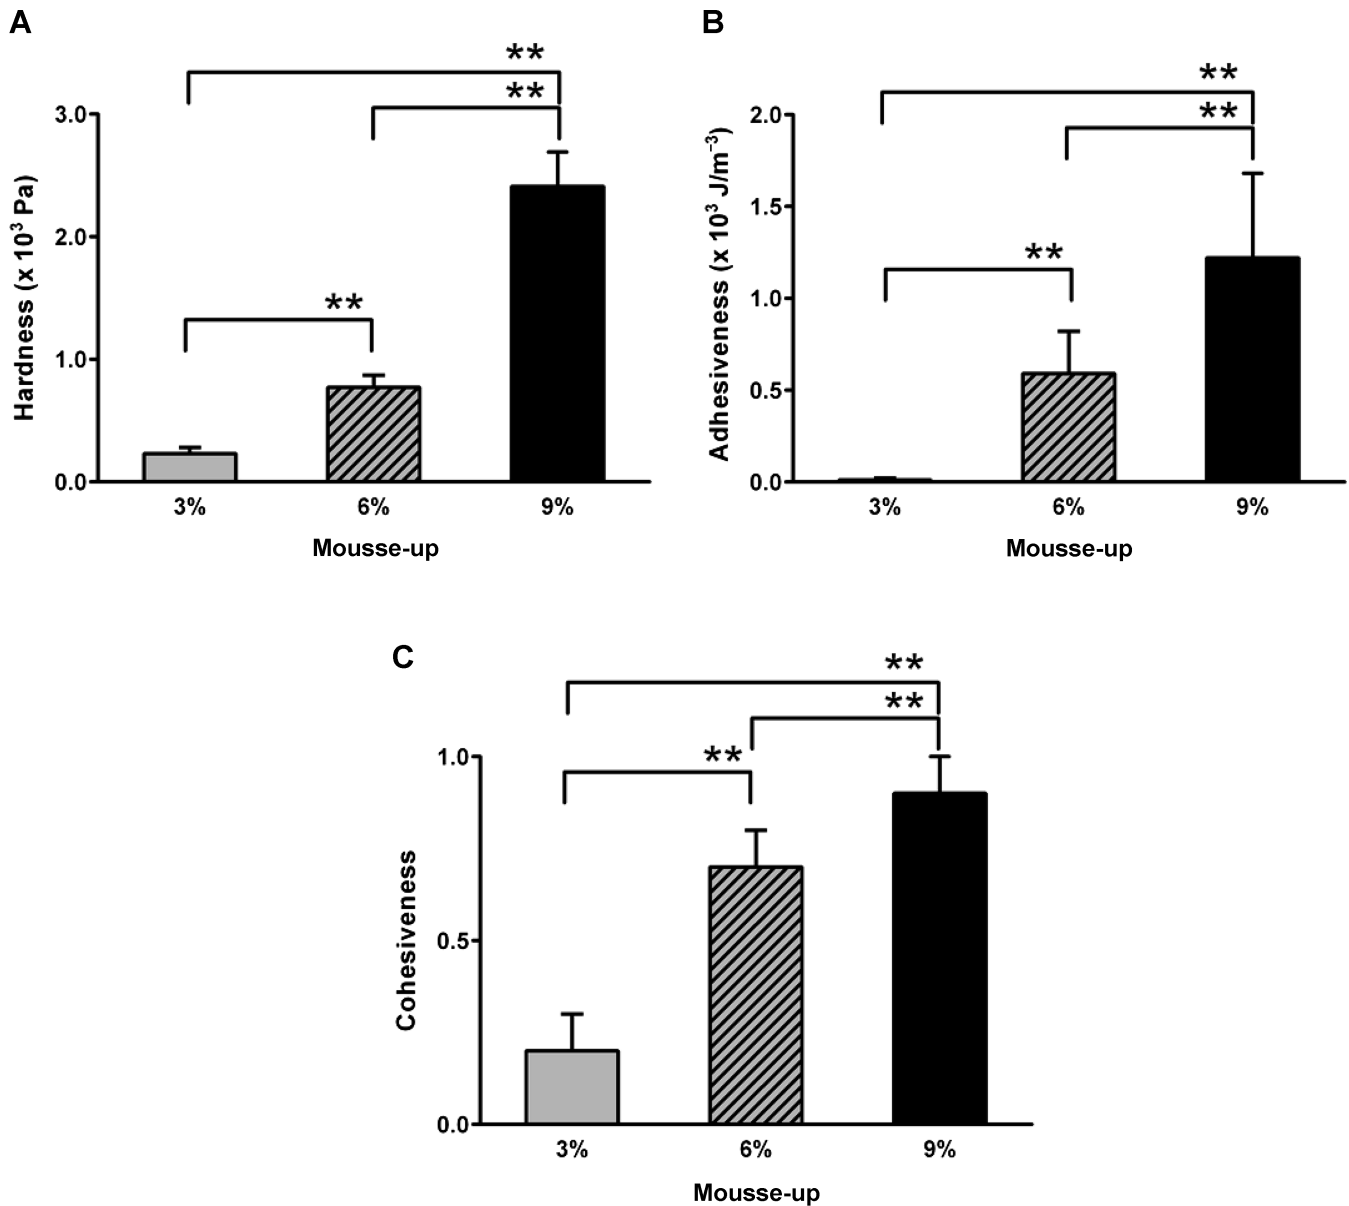 A
**
**
3.0
2.0
1.0
0.0
Hardness (x 10³ Pa)
**
3% 6% 9%
Mousse-up
B
**
**
2.0
1.5
1.0
0.5
0.0
Adhesiveness (x 10³ J/m⁻³)
**
3% 6% 9%
Mousse-up
C
**
**
**
1.0
0.5
0.0
Cohesiveness
3% 6% 9%
Mousse-up